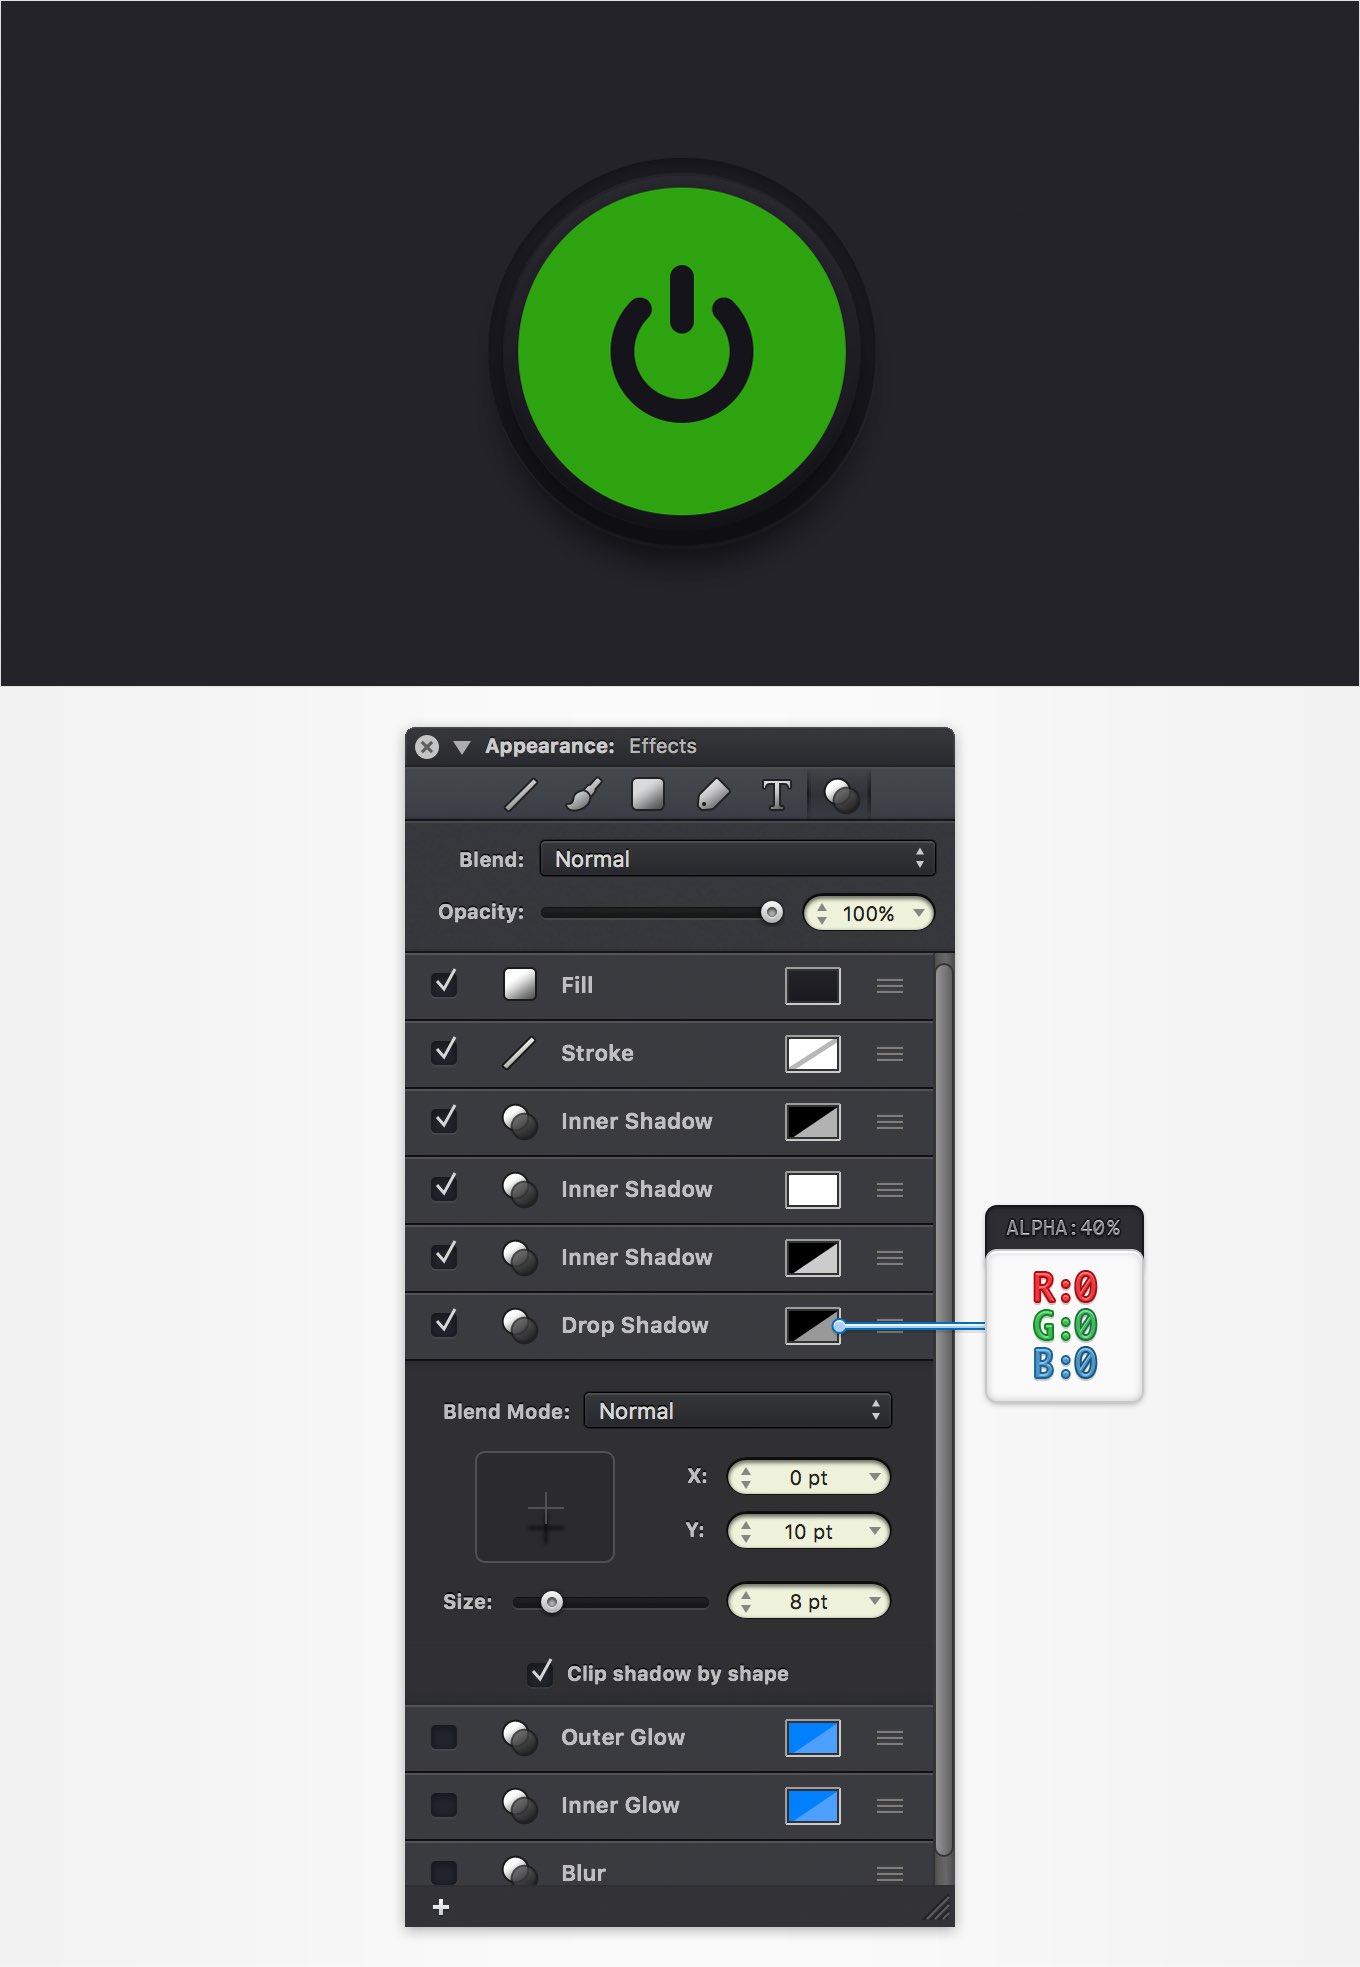 Appearance: Effects
T
Blend: Normal
Opacity: 100%
Fill
Stroke
Inner Shadow
Inner Shadow
Inner Shadow
Drop Shadow
ALPHA:40%
R:0
G:0
B:0
Blend Mode: Normal
X: 0 pt
Y: 10 pt
Size: 8 pt
Clip shadow by shape
Outer Glow
Inner Glow
Blur